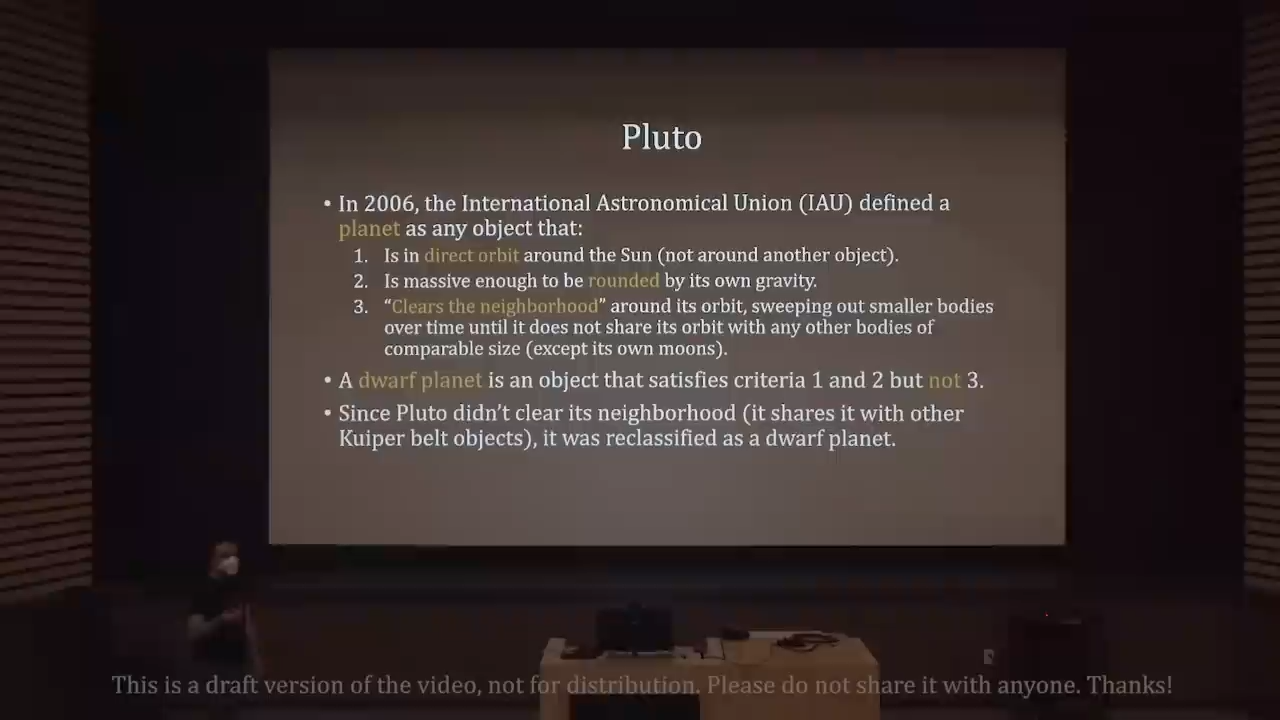 Pluto
• In 2006, the International Astronomical Union (IAU) defined a
planet as any object that:
1. Is in direct orbit around the Sun (not around another object).
2. Is massive enough to be rounded by its own gravity.
3. “Clears the neighborhood” around its orbit, sweeping out smaller bodies
over time until it does not share its orbit with any other bodies of
comparable size (except its own moons).
• A dwarf planet is an object that satisfies criteria 1 and 2 but not 3.
• Since Pluto didn’t clear its neighborhood (it shares it with other
Kuiper belt objects), it was reclassified as a dwarf planet.
This is a draft version of the video, not for distribution. Please do not share it with anyone. Thanks!